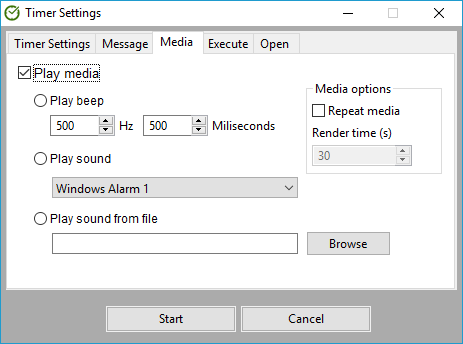 Timer Settings
Timer Settings Message Media Execute Open
Play media
Play beep
500 Hz 500 Miliseconds
Media options
Repeat media
Render time (s)
30
Play sound
Windows Alarm 1
Play sound from file
Browse
Start Cancel